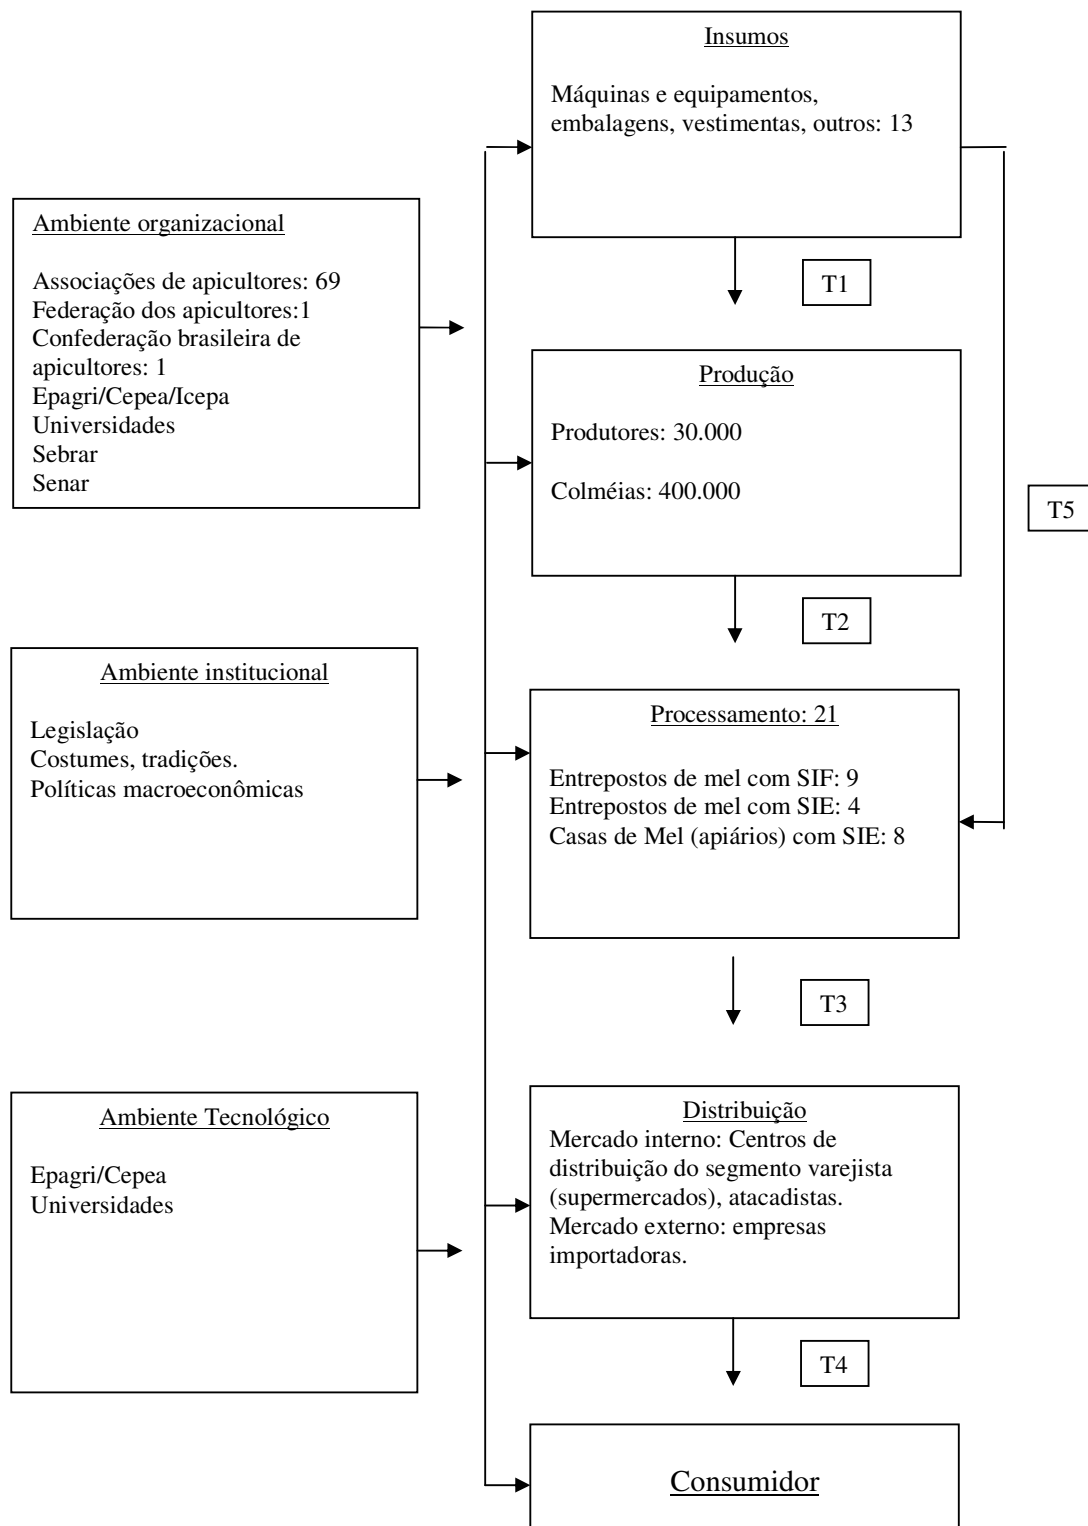 Insumos
Máquinas e equipamentos,
embalagens, vestimentas, outros: 13
T1
Ambiente organizacional
Associações de apicultores: 69
Federação dos apicultores:1
Confederação brasileira de
apicultores: 1
Epagri/Cepea/Icepa
Universidades
Sebrar
Senar
Produção
Produtores: 30.000
Colméias: 400.000
T5
T2
Ambiente institucional
Legislação
Costumes, tradições.
Políticas macroeconômicas
Processamento: 21
Entrepostos de mel com SIF: 9
Entrepostos de mel com SIE: 4
Casas de Mel (apiários) com SIE: 8
T3
Ambiente Tecnológico
Epagri/Cepea
Universidades
Distribuição
Mercado interno: Centros de
distribuição do segmento varejista
(supermercados), atacadistas.
Mercado externo: empresas
importadoras.
T4
Consumidor